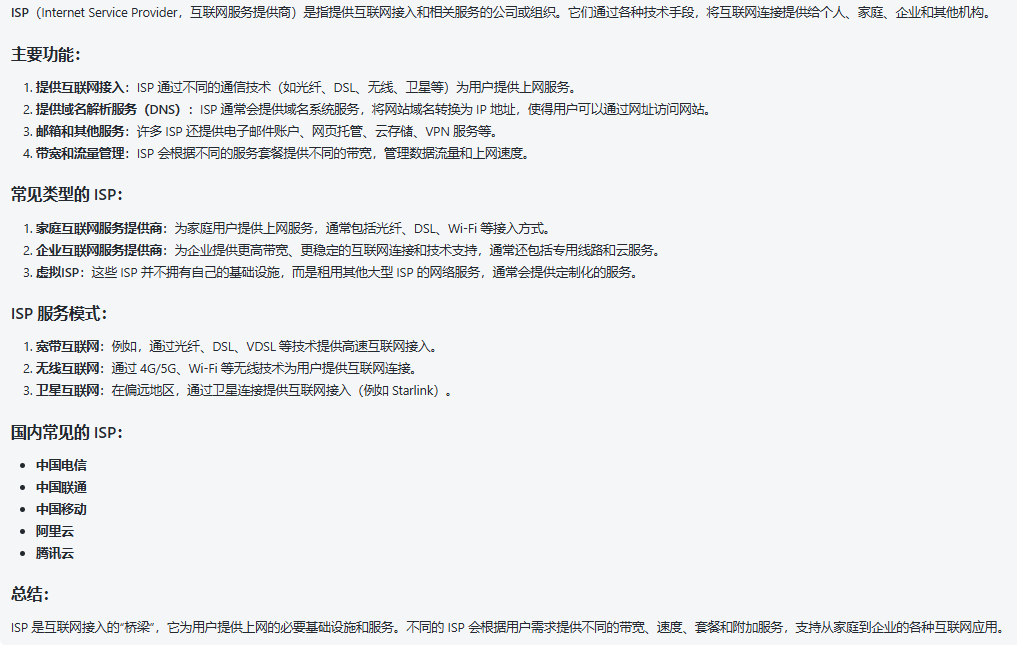 ISP（Internet Service Provider，互联网服务提供商）是指提供互联网接入和相关服务的公司或组织。它们通过各种技术手段，将互联网连接提供给个人、家庭、企业和其他机构。
主要功能：
1. 提供互联网接入：ISP 通过不同的通信技术（如光纤、DSL、无线、卫星等）为用户提供上网服务。
2. 提供域名解析服务（DNS）：ISP 通常会提供域名系统服务，将网站域名转换为 IP 地址，使得用户可以通过网址访问网站。
3. 邮箱和其他服务：许多 ISP 还提供电子邮件账户、网页托管、云存储、VPN 服务等。
4. 带宽和流量管理：ISP 会根据不同的服务套餐提供不同的带宽，管理数据流量和上网速度。
常见类型的 ISP：
1. 家庭互联网服务提供商：为家庭用户提供上网服务，通常包括光纤、DSL、Wi-Fi 等接入方式。
2. 企业互联网服务提供商：为企业提供更高带宽、更稳定的互联网连接和技术支持，通常还包括专用线路和云服务。
3. 虚拟ISP：这些 ISP 并不拥有自己的基础设施，而是租用其他大型 ISP 的网络服务，通常会提供定制化的服务。
ISP 服务模式：
1. 宽带互联网：例如，通过光纤、DSL、VDSL 等技术提供高速互联网接入。
2. 无线互联网：通过 4G/5G、Wi-Fi 等无线技术为用户提供互联网连接。
3. 卫星互联网：在偏远地区，通过卫星连接提供互联网接入（例如 Starlink）。
国内常见的 ISP：
• 中国电信
• 中国联通
• 中国移动
• 阿里云
• 腾讯云
总结：
ISP 是互联网接入的“桥梁”，它为用户提供上网的必要基础设施和服务。不同的 ISP 会根据用户需求提供不同的带宽、速度、套餐和附加服务，支持从家庭到企业的各种互联网应用。